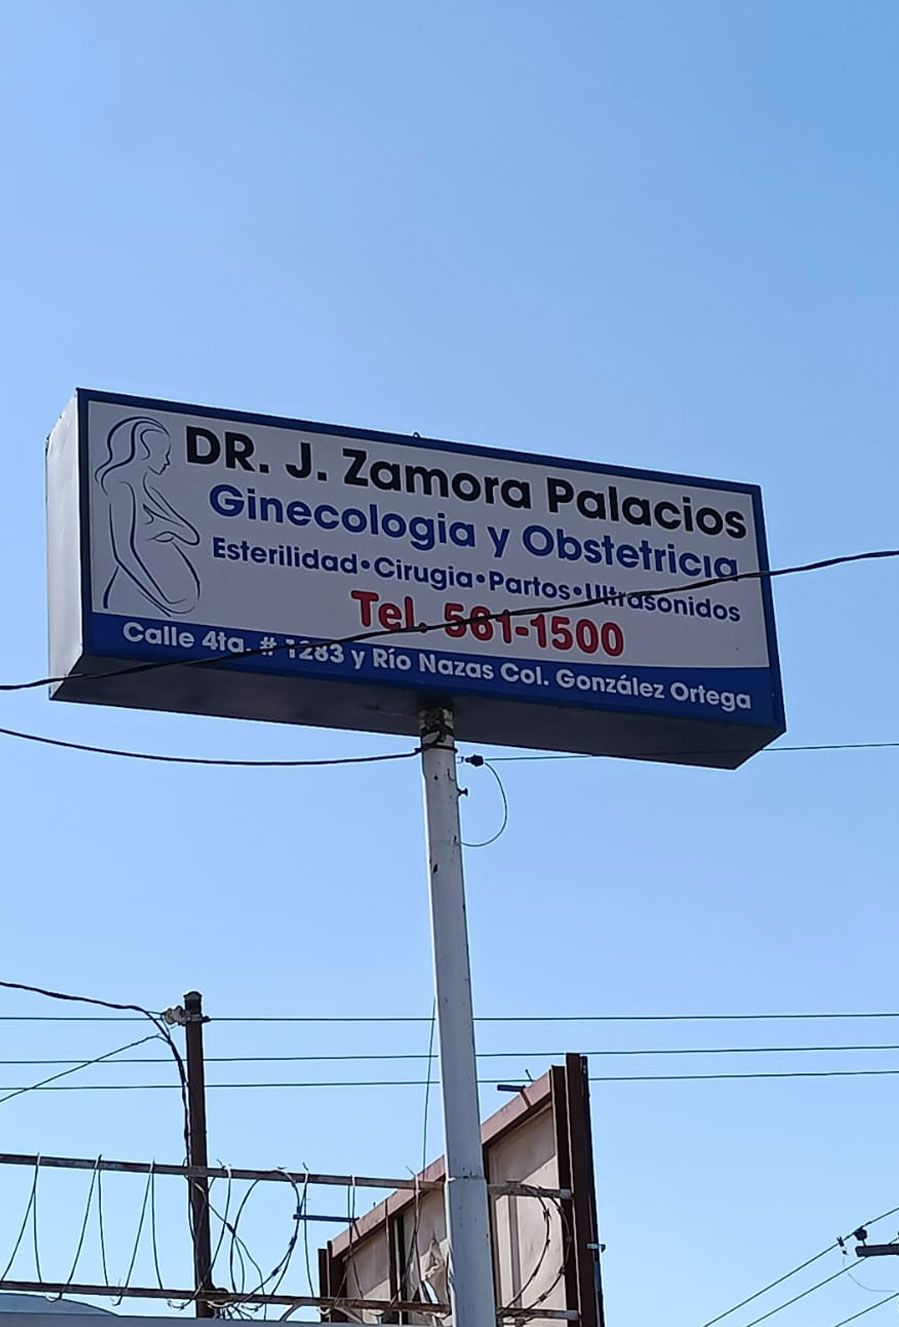 DR. J. Zamora Palacios
Ginecologia y Obstetricia
Esterilidad•Cirugia•Partos•Ultrasonidos
Tel. 561-1500
Calle 4ta. # 1283 y Río Nazas Col. González Ortega